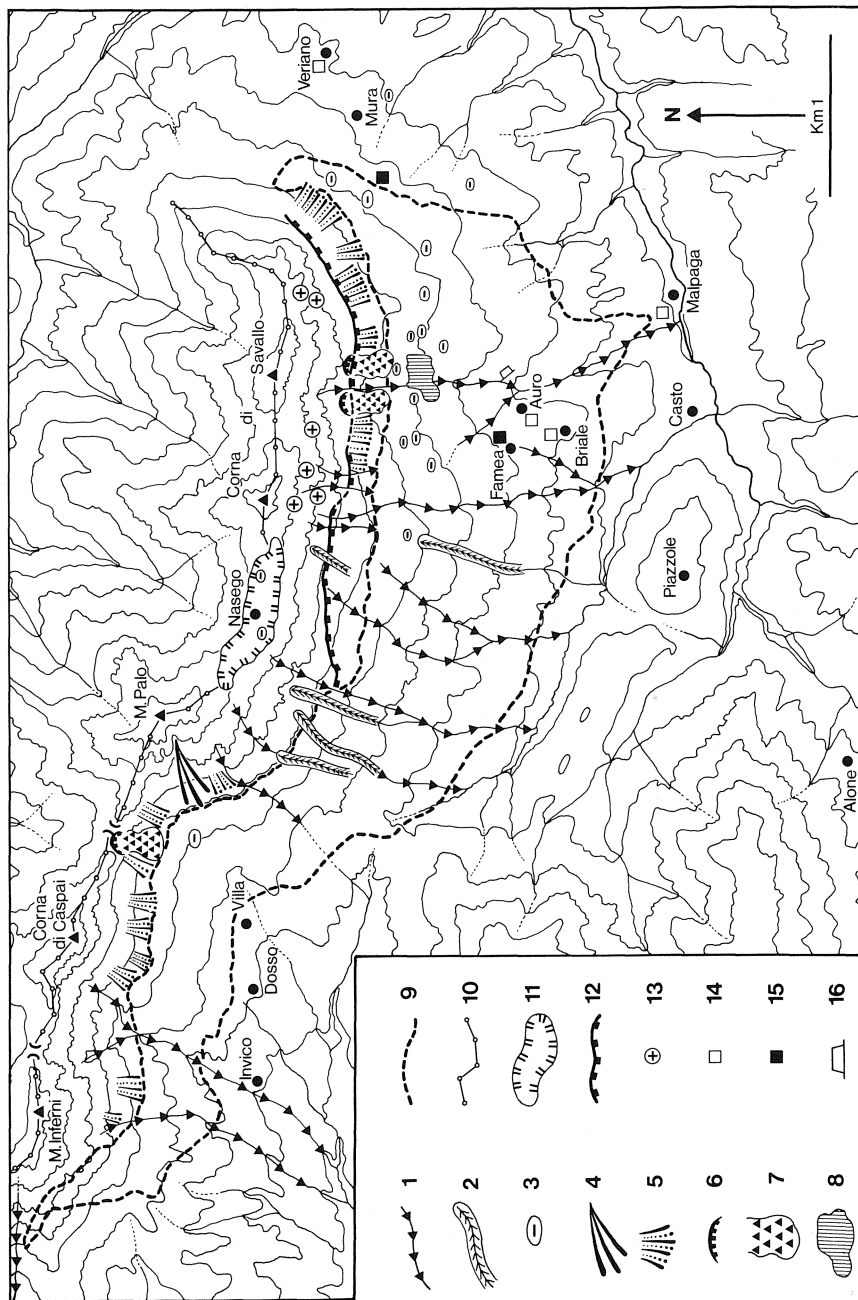 M.Inferni
Corna
di Caspai
M.Palo
Nasego
Corna
di
Savallo
Veriano
Mura
Villa
Dosso
Invico
Famea
Auro
Briale
Malpaga
Casto
Piazzole
Alone
N
Km 1
1
2
3
4
5
6
7
8
9
10
11
12
13
14
15
16